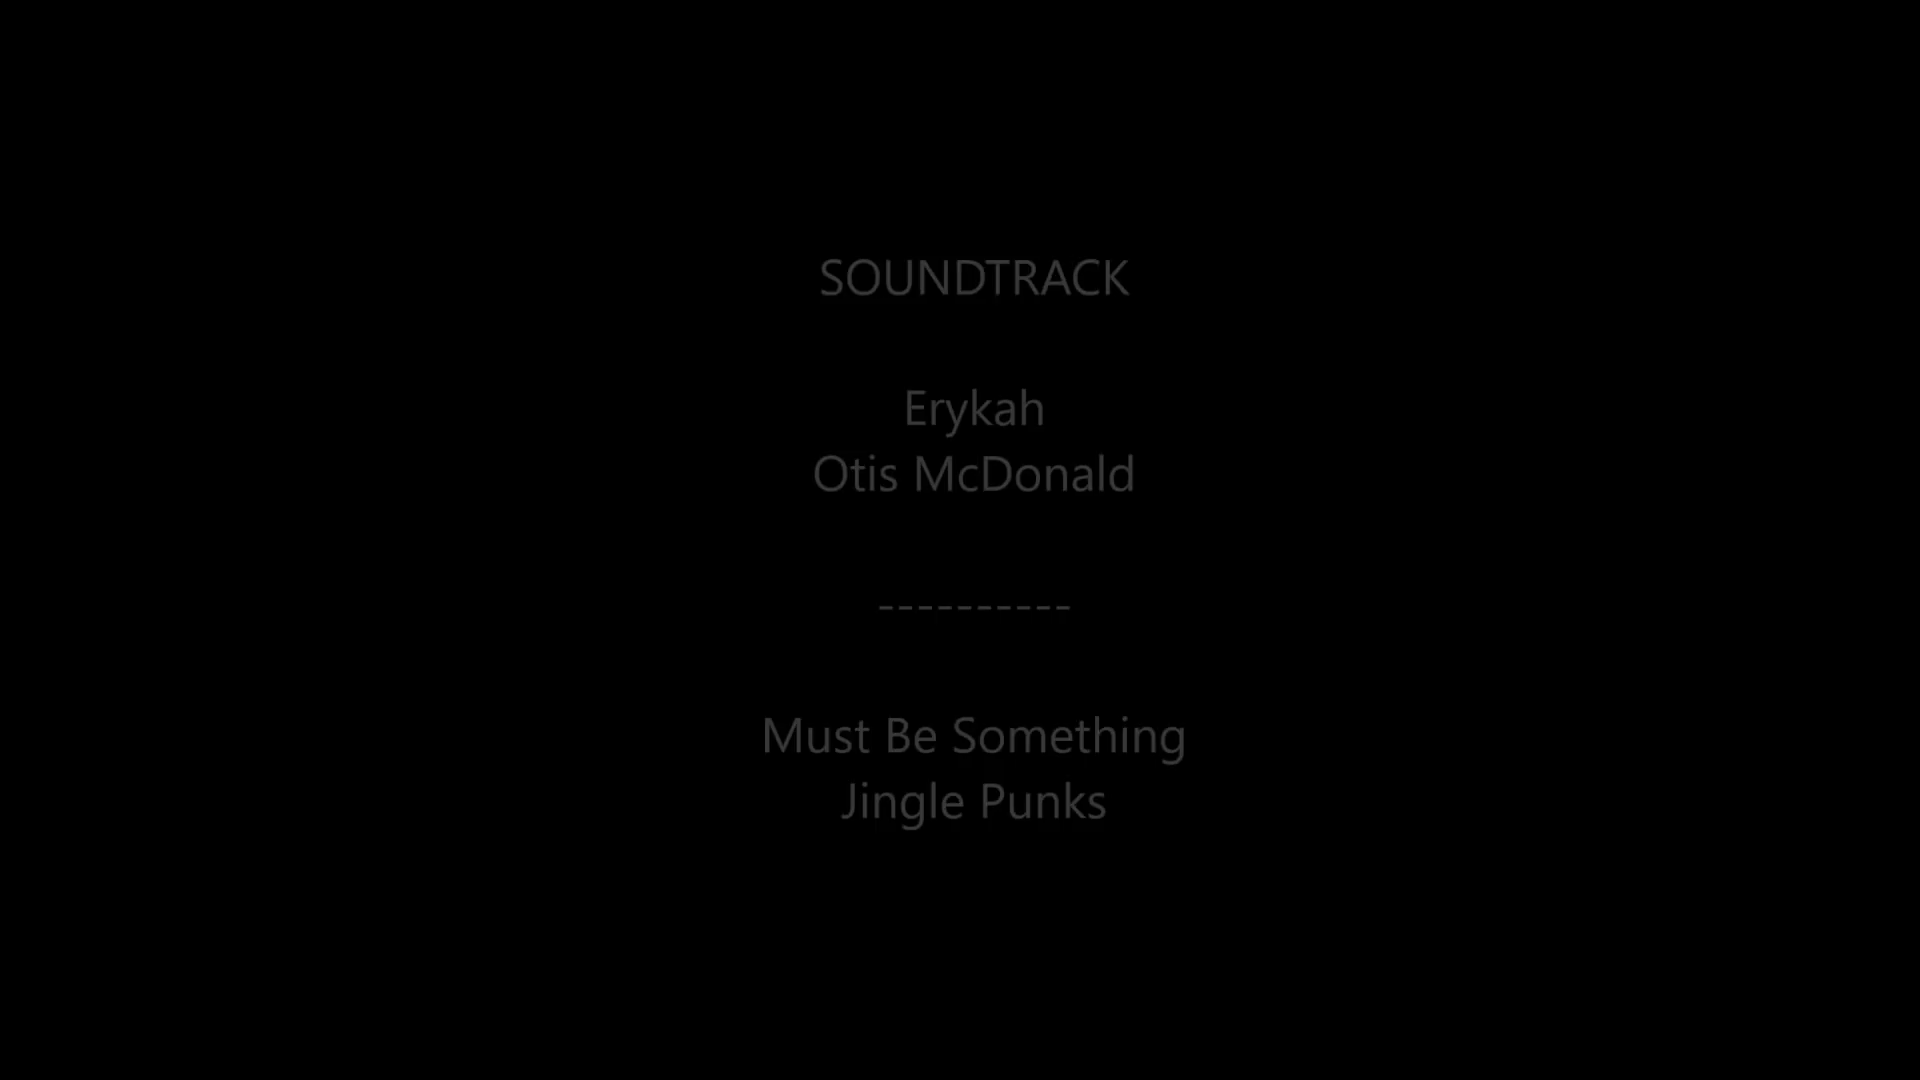 SOUNDTRACK
Erykah
Otis McDonald
----------
Must Be Something
Jingle Punks